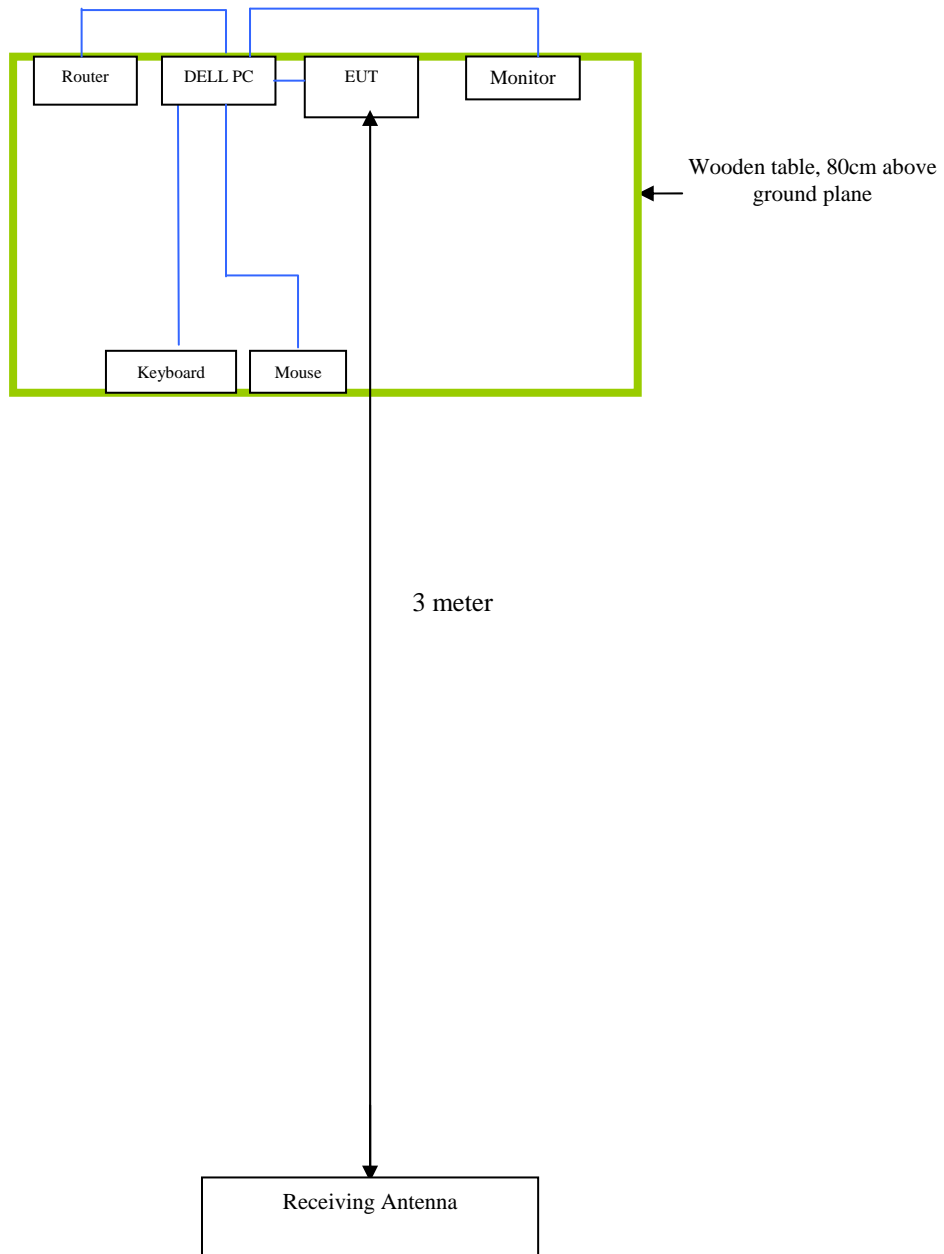 Router
DELL PC
EUT
Monitor
Wooden table, 80cm above
ground plane
Keyboard
Mouse
3 meter
Receiving Antenna